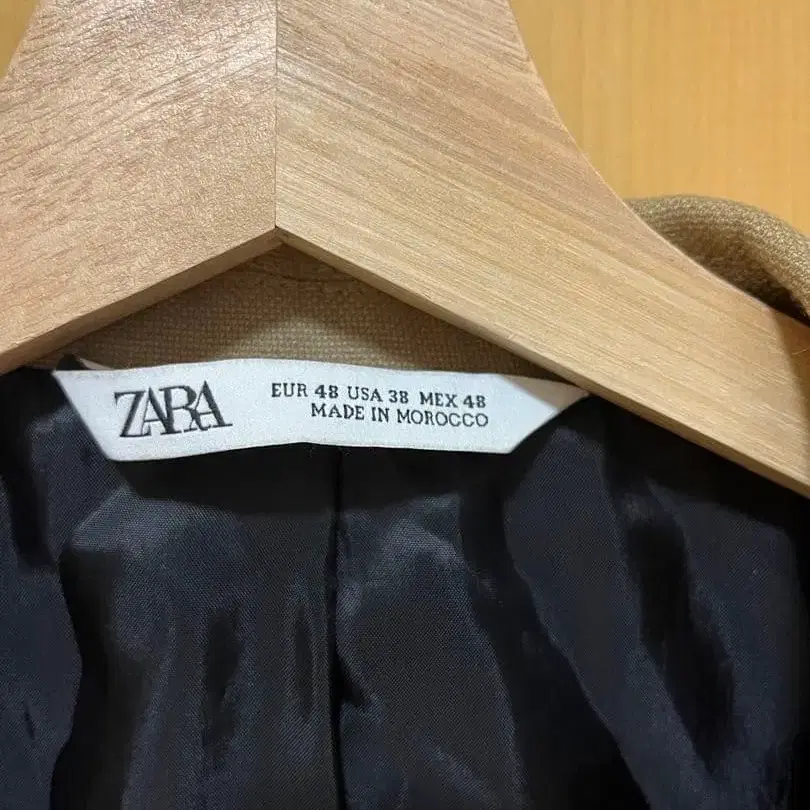 ZARA
EUR 48 USA 38 MEX 48
MADE IN MOROCCO